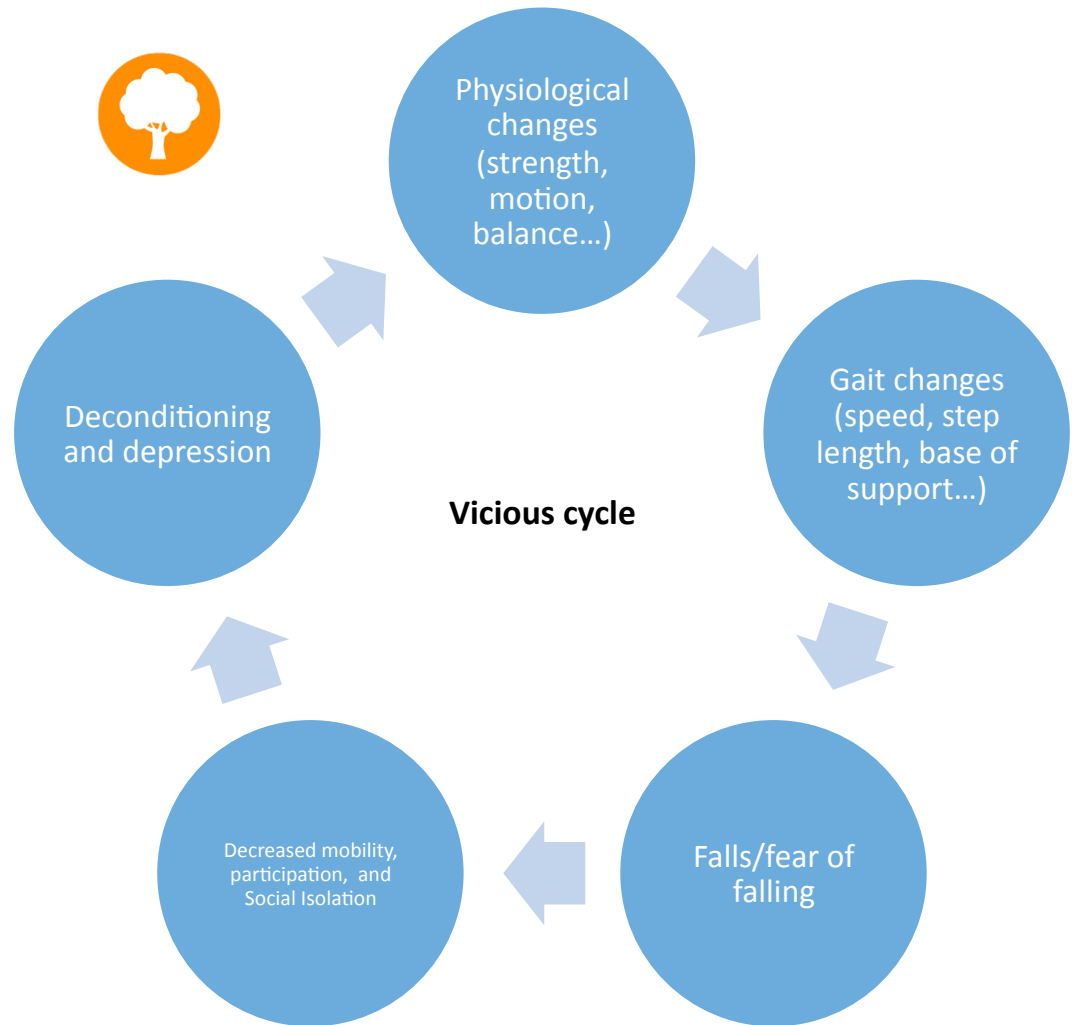 Physiological
changes
(strength,
motion,
balance…)
Gait changes
(speed, step
length, base of
support…)
Falls/fear of
falling
Decreased mobility,
participation,  and
Social Isolation
Deconditioning
and depression
Vicious cycle